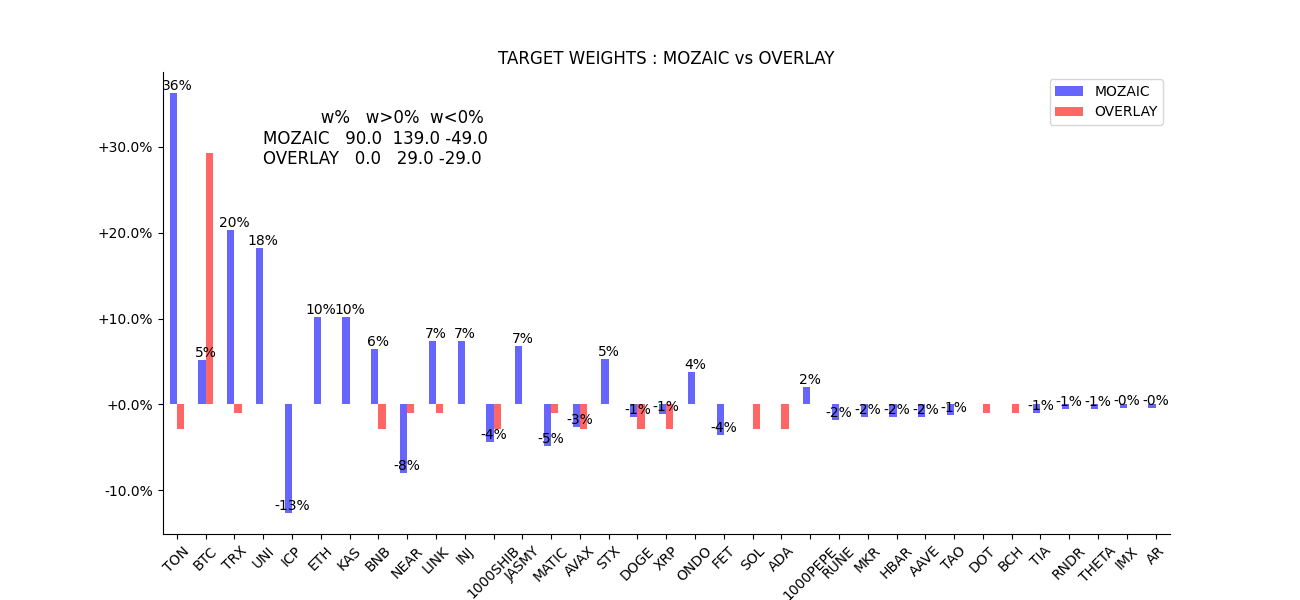 TARGET WEIGHTS : MOZAIC vs OVERLAY
MOZAIC
OVERLAY
w% w>0% w<0%
MOZAIC 90.0 139.0 -49.0
OVERLAY 0.0 29.0 -29.0
+30.0%
+20.0%
+10.0%
+0.0%
-10.0%
36%
5%
20%
18%
-13%
10%
10%
6%
-8%
7%
7%
-4%
7%
-5%
-3%
5%
-1%
-1%
4%
-4%
2%
-2%
-2%
-2%
-2%
-1%
-1%
-1%
-1%
-0%
-0%
TON
BTC
TRX
UNI
ICP
ETH
KAS
BNB
NEAR
LINK
INJ
1000SHIB
JASMY
MATIC
AVAX
STX
DOGE
XRP
ONDO
FET
SOL
ADA
1000PEPE
RUNE
MKR
HBAR
AAVE
TAO
DOT
BCH
TIA
RNDR
THETA
IMX
AR